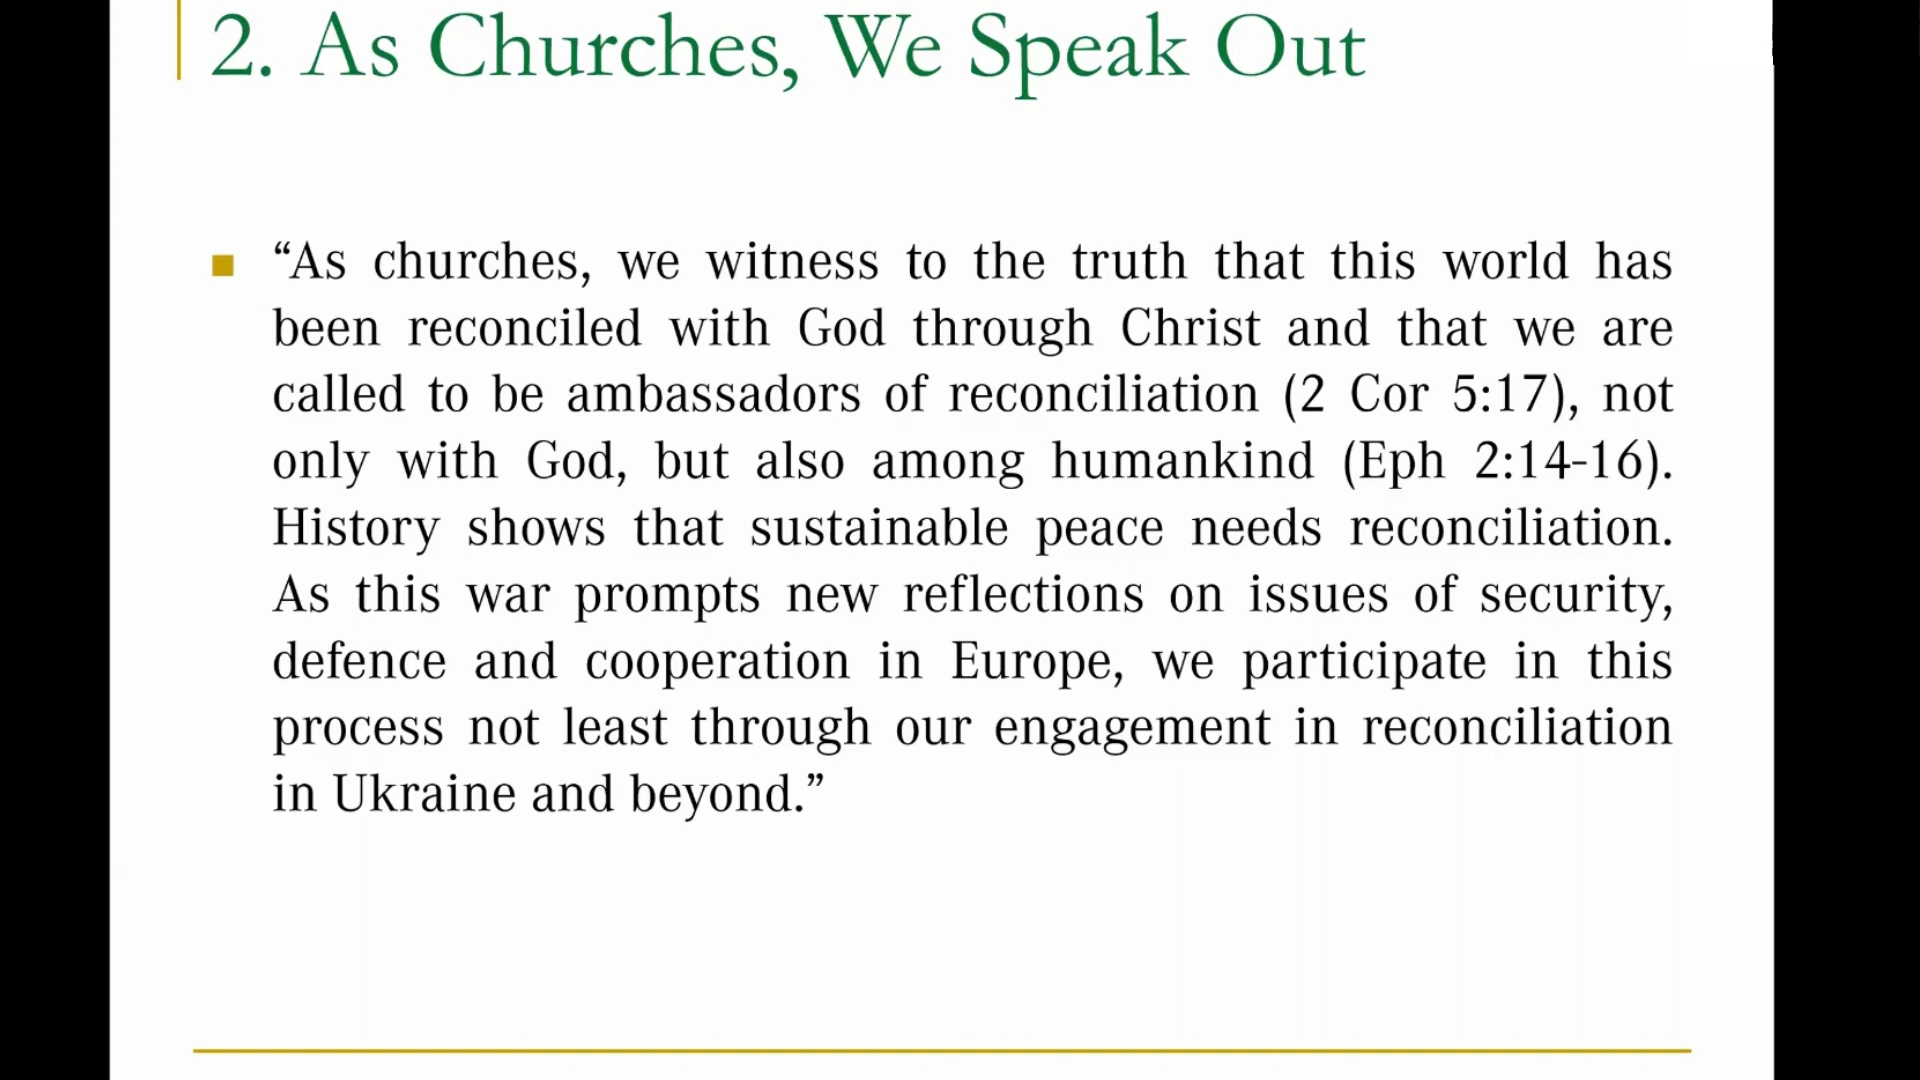 2. As Churches, We Speak Out
“As churches, we witness to the truth that this world has
been reconciled with God through Christ and that we are
called to be ambassadors of reconciliation (2 Cor 5:17), not
only with God, but also among humankind (Eph 2:14-16).
History shows that sustainable peace needs reconciliation.
As this war prompts new reflections on issues of security,
defence and cooperation in Europe, we participate in this
process not least through our engagement in reconciliation
in Ukraine and beyond.”